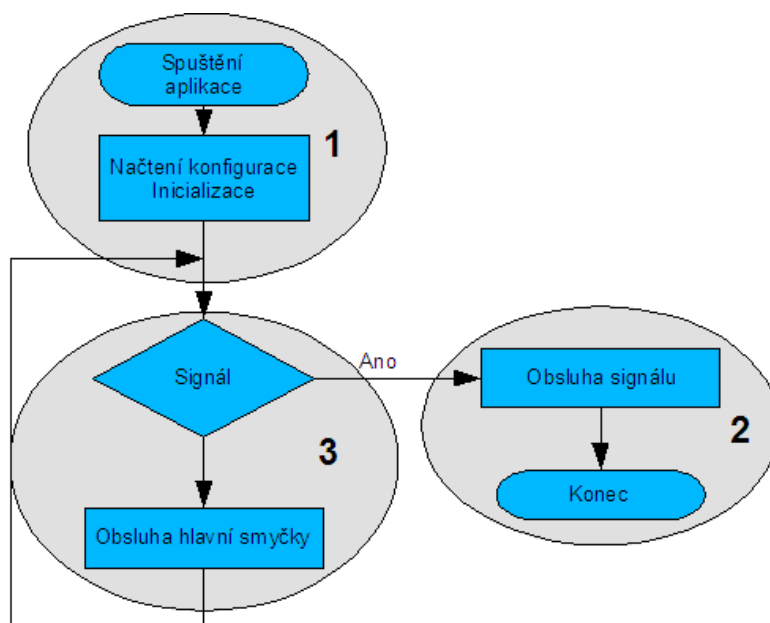 Spuštění
aplikace
1
Načtení konfigurace
Inicializace
Signál
Ano
Obsluha signálu
2
3
Konec
Obsluha hlavní smyčky